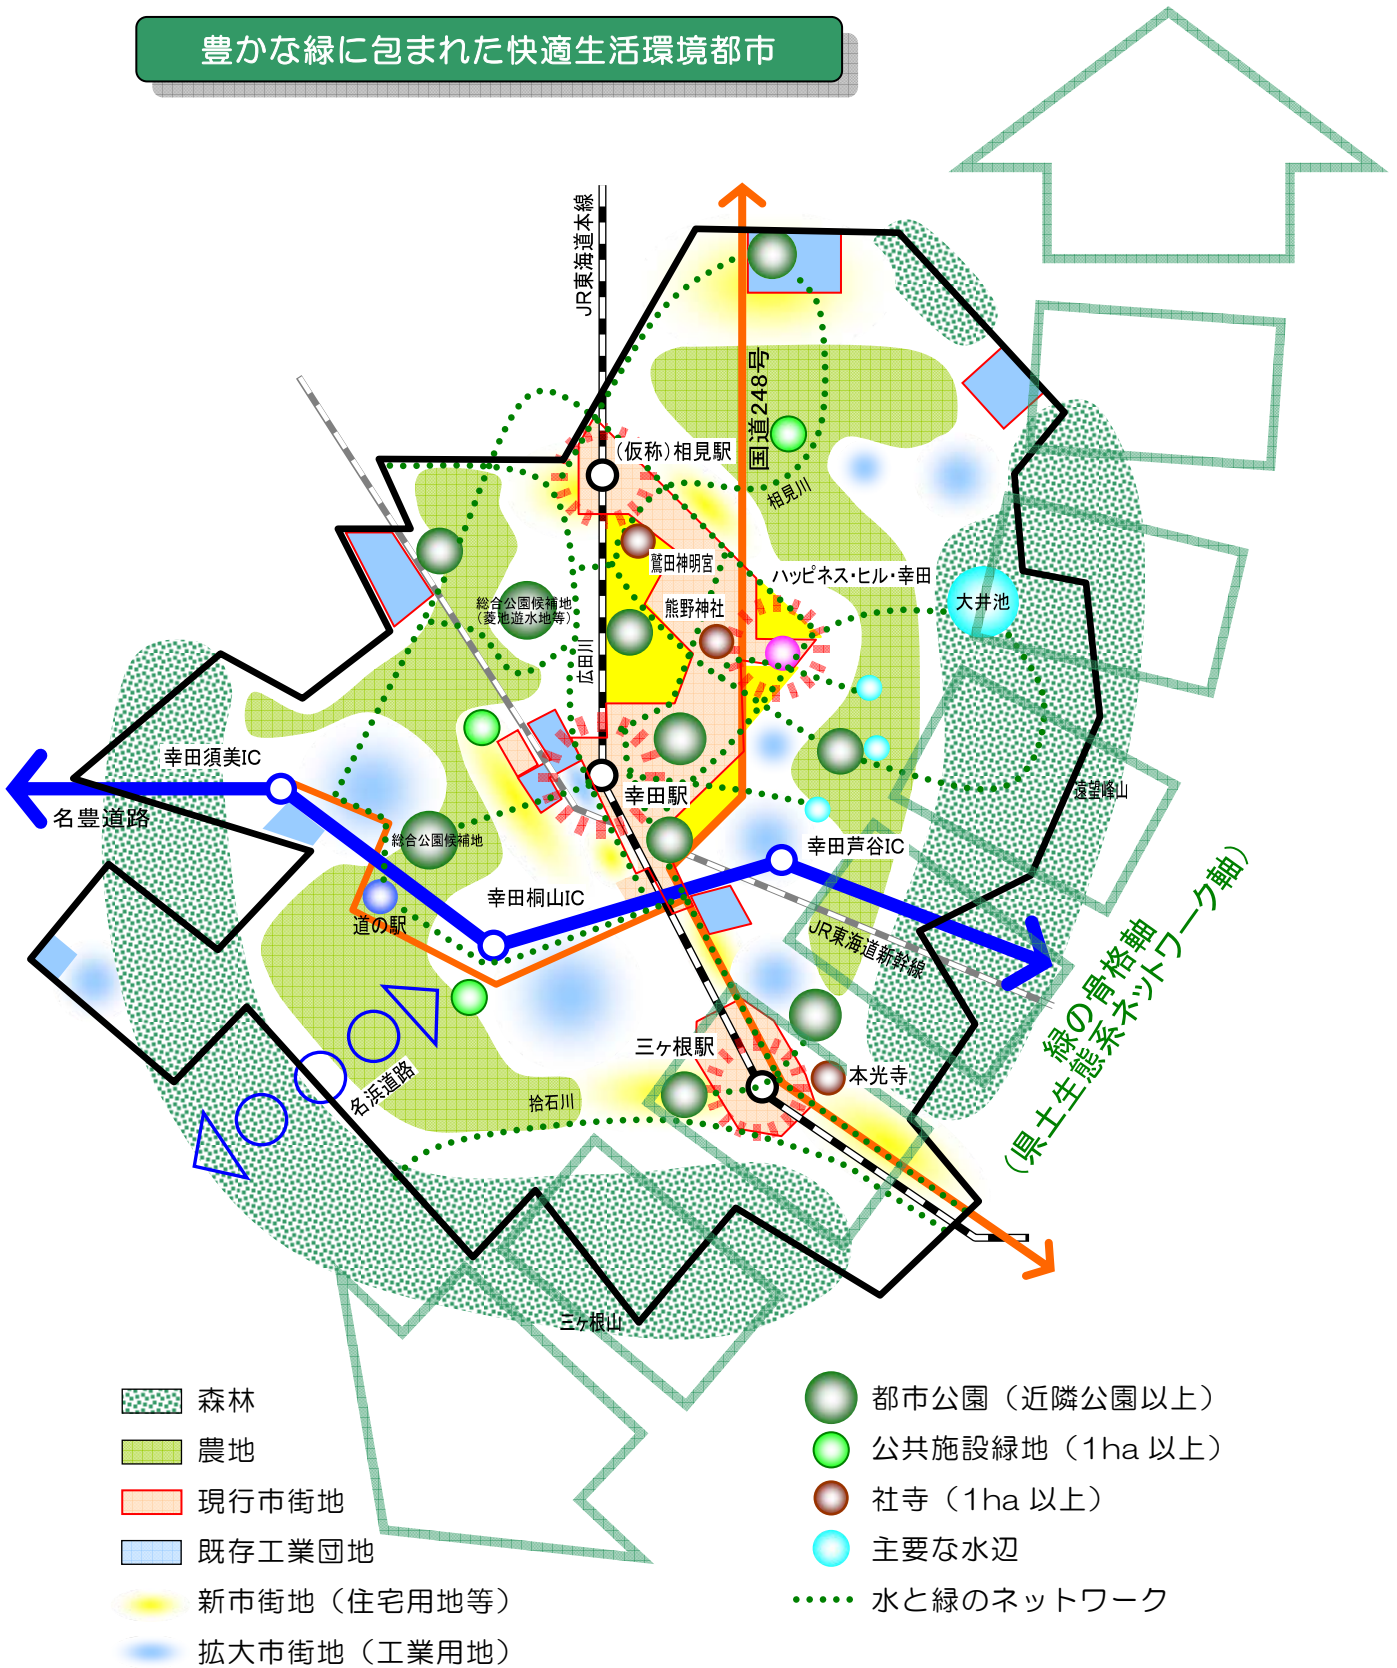 豊かな緑に包まれた快適生活環境都市
JR東海道本線
国道248号
(仮称)相見駅
相見川
鷲田神明宮
ハッピネス・ヒル・幸田
熊野神社
大井池
総合公園候補地
(菱池遊水地等)
広田川
幸田須美IC
名豊道路
幸田駅
遠望峰山
総合公園候補地
幸田芦谷IC
幸田桐山IC
道の駅
JR東海道新幹線
緑の骨格軸
(県土生態系ネットワーク軸)
三ヶ根駅
本光寺
名浜道路
拾石川
三ヶ根山
森林
農地
現行市街地
既存工業団地
新市街地(住宅用地等)
拡大市街地(工業用地)
都市公園(近隣公園以上)
公共施設緑地(1ha 以上)
社寺(1ha 以上)
主要な水辺
水と緑のネットワーク